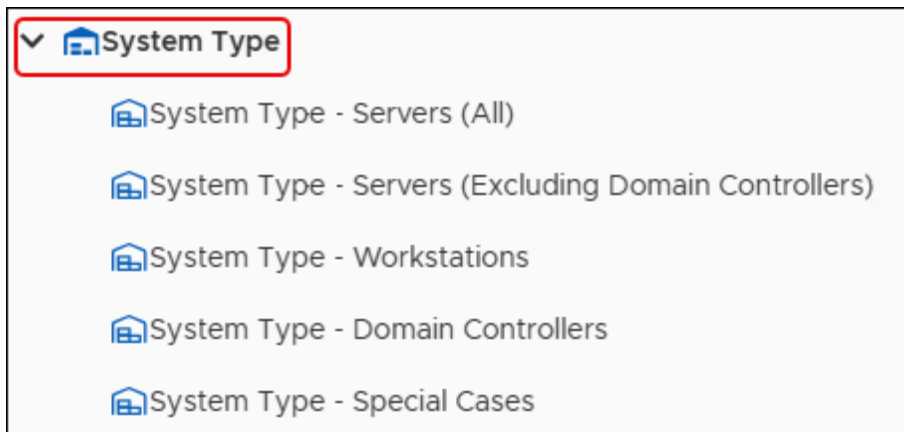 System Type
System Type - Servers (All)
System Type - Servers (Excluding Domain Controllers)
System Type - Workstations
System Type - Domain Controllers
System Type - Special Cases